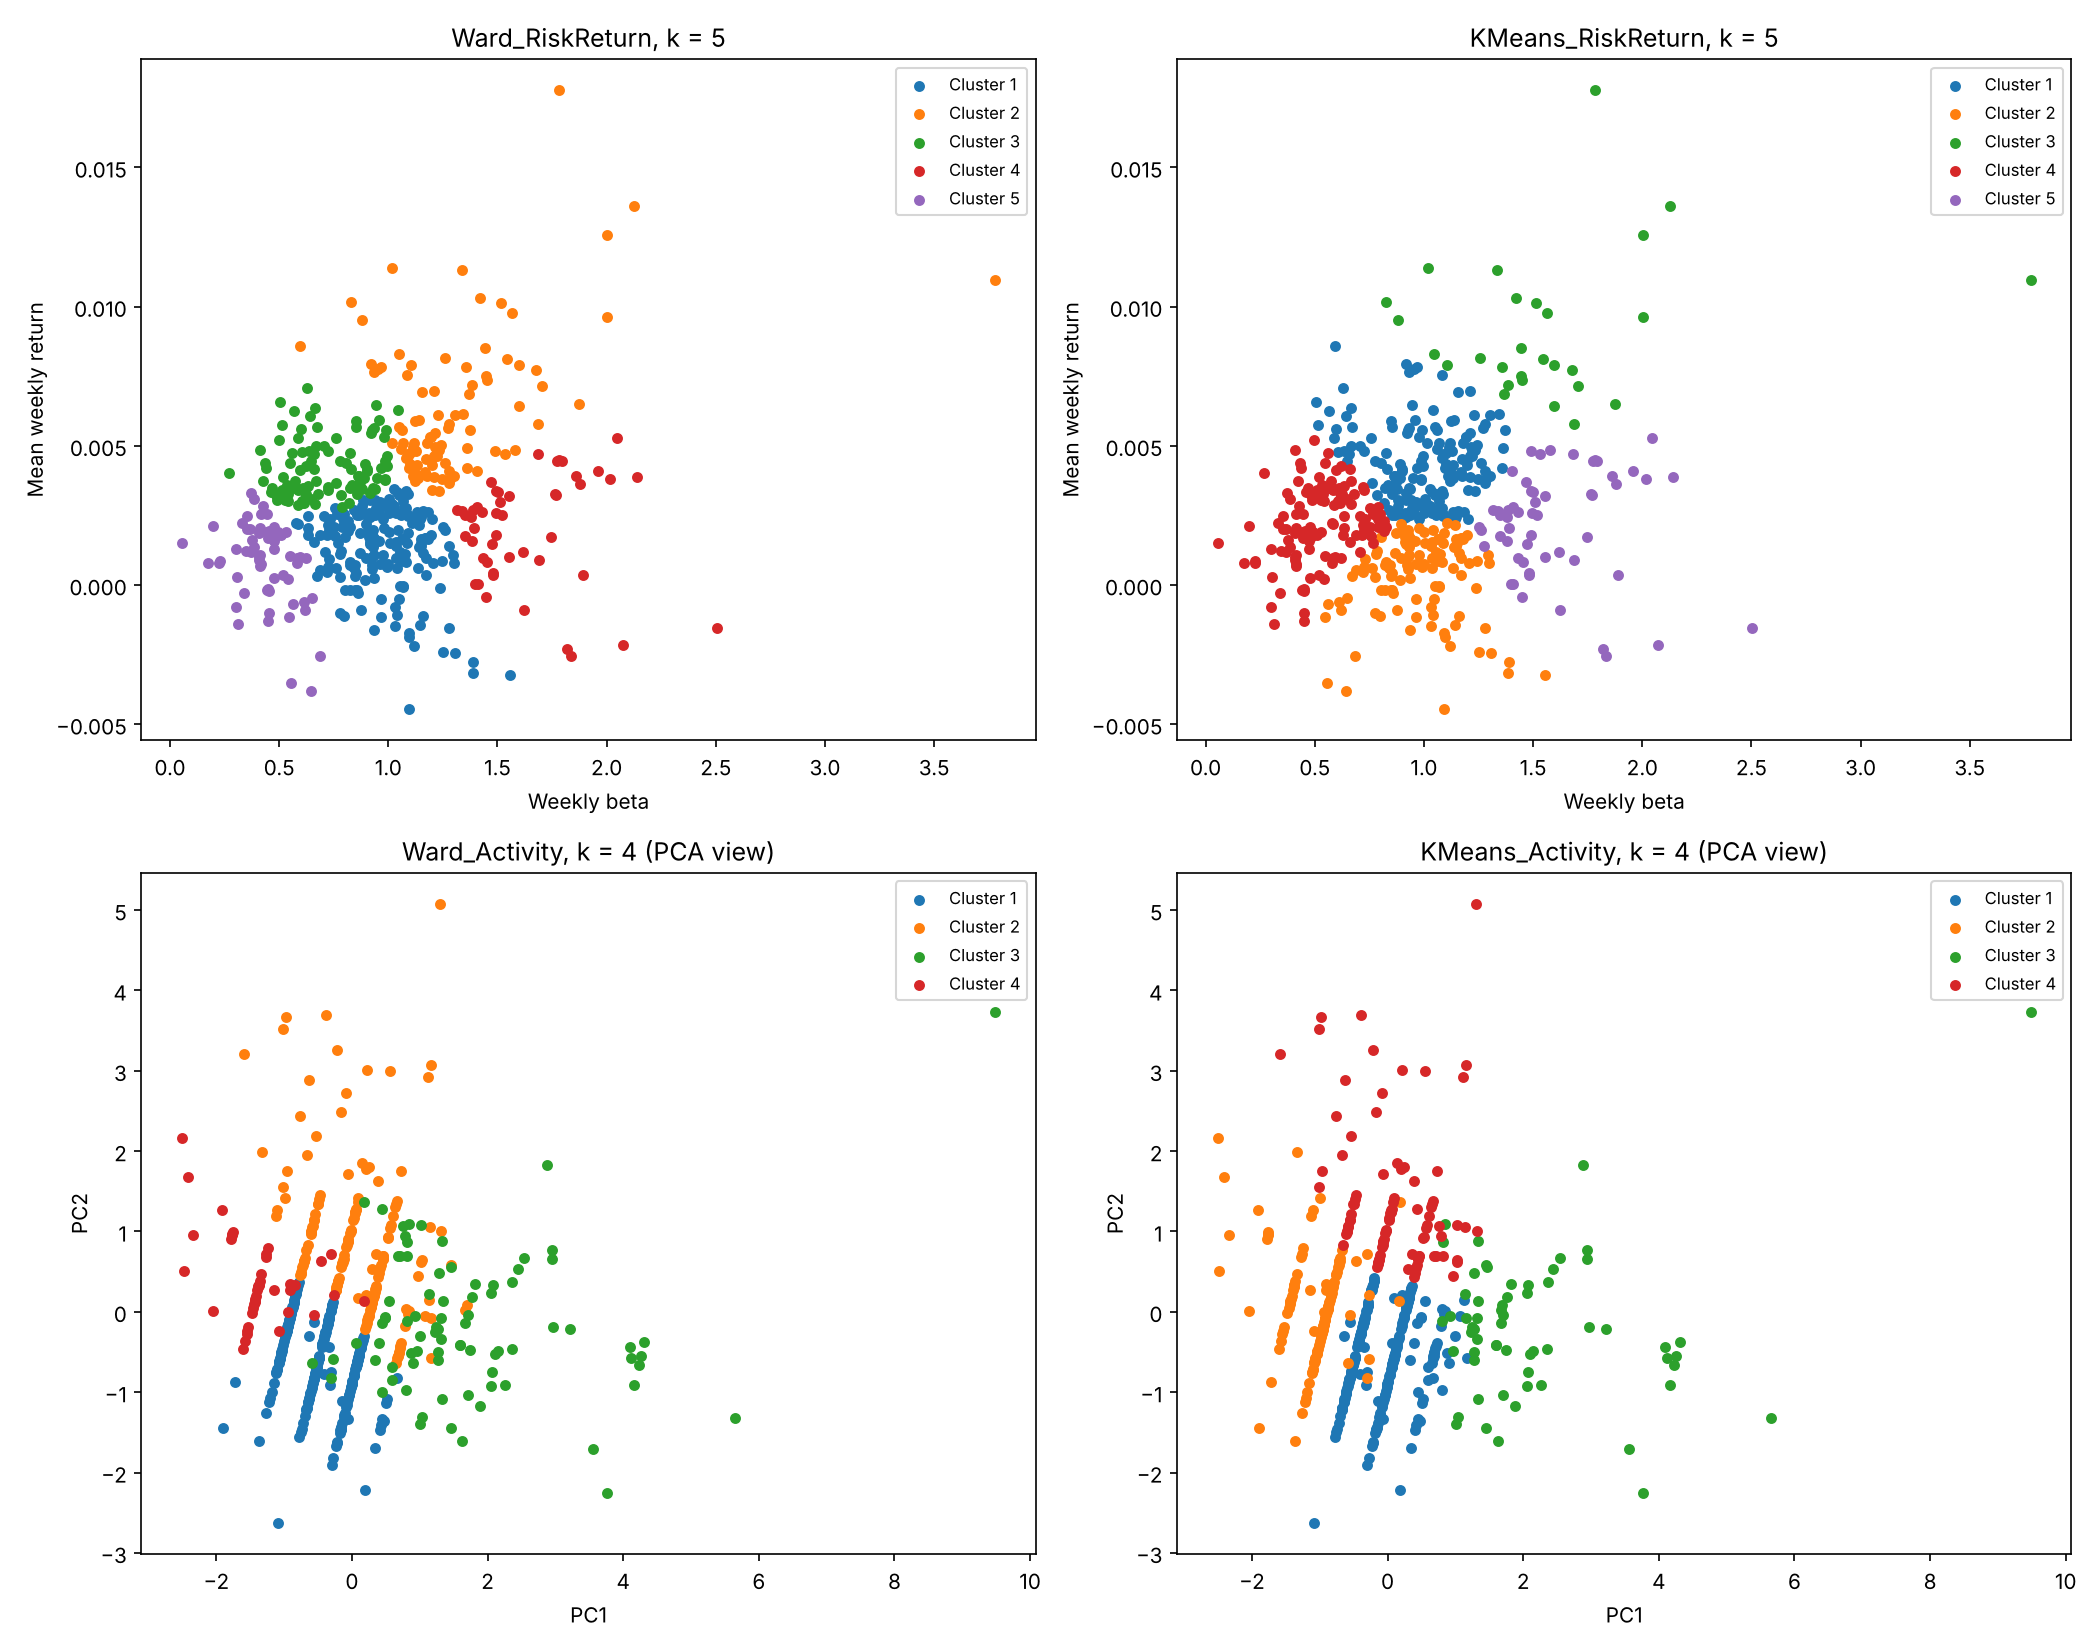 Ward_RiskReturn, k = 5
Mean weekly return
0.015
0.010
0.005
0.000
−0.005
0.0 0.5 1.0 1.5 2.0 2.5 3.0 3.5
Weekly beta
Cluster 1
Cluster 2
Cluster 3
Cluster 4
Cluster 5
KMeans_RiskReturn, k = 5
Mean weekly return
0.015
0.010
0.005
0.000
−0.005
0.0 0.5 1.0 1.5 2.0 2.5 3.0 3.5
Weekly beta
Cluster 1
Cluster 2
Cluster 3
Cluster 4
Cluster 5
Ward_Activity, k = 4 (PCA view)
PC2
5
4
3
2
1
0
−1
−2
−3
−2 0 2 4 6 8 10
PC1
Cluster 1
Cluster 2
Cluster 3
Cluster 4
KMeans_Activity, k = 4 (PCA view)
PC2
5
4
3
2
1
0
−1
−2
−3
−2 0 2 4 6 8 10
PC1
Cluster 1
Cluster 2
Cluster 3
Cluster 4